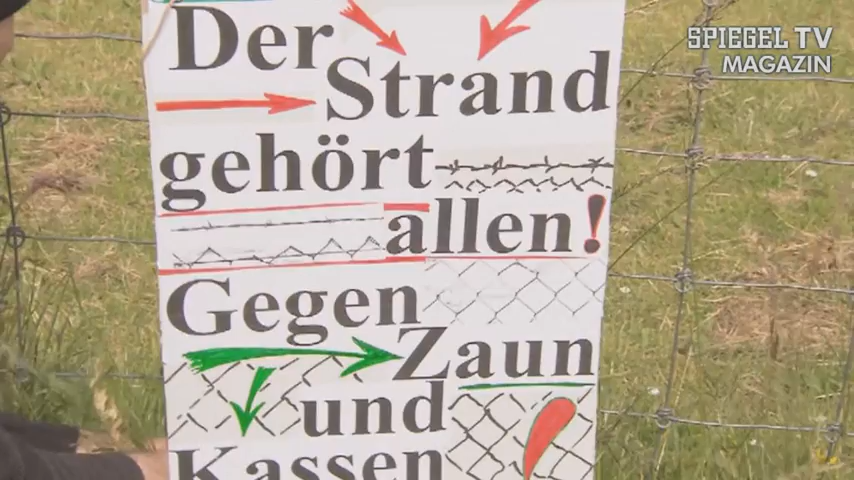 SPIEGEL TV
MAGAZIN
Der
Strand
gehört
allen!
Gegen
Zaun
und
Kassen